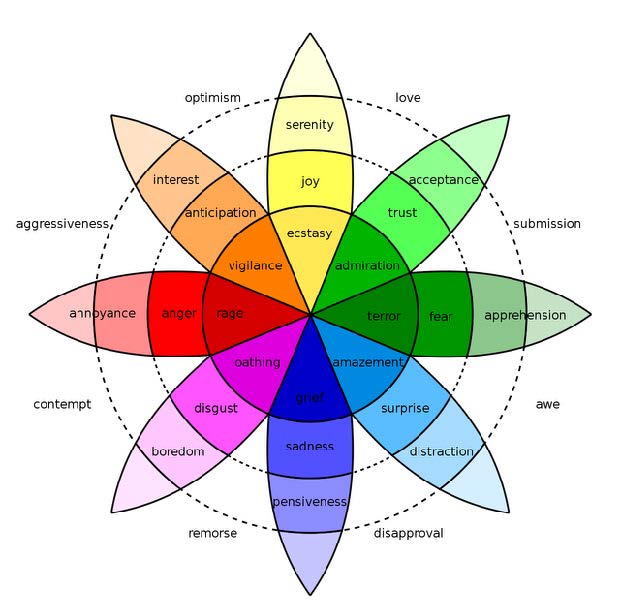 optimism
love
serenity
interest
joy
acceptance
anticipation
trust
aggressiveness
submission
ecstasy
vigilance
admiration
annoyance
anger
rage
terror
fear
apprehension
oathing
amazement
contempt
grief
awe
disgust
surprise
sadness
boredom
distraction
pensiveness
remorse
disapproval